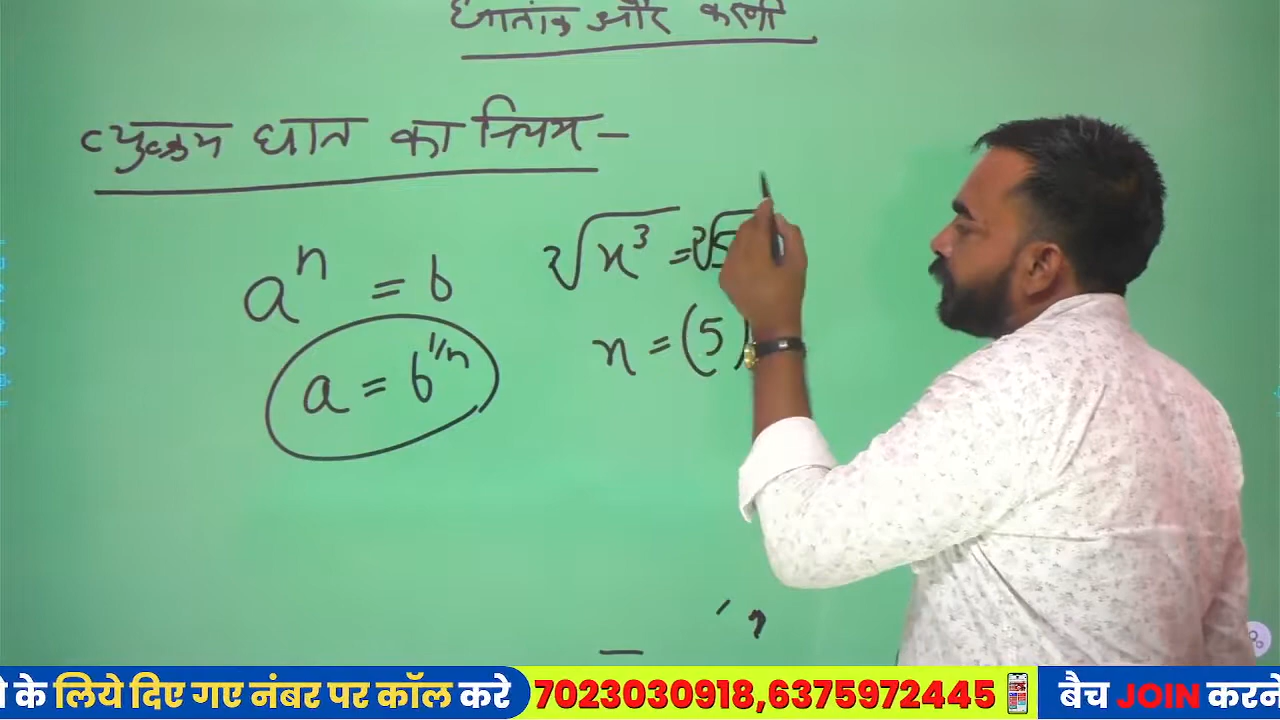 घातांक और करणी
व्युत्क्रम घात का नियम –
aⁿ = b
a = b^1/n
∛x³ = ∛5
x = (5)
के लिये दिए गए नंबर पर कॉल करे 7023030918,6375972445 बैच JOIN करने